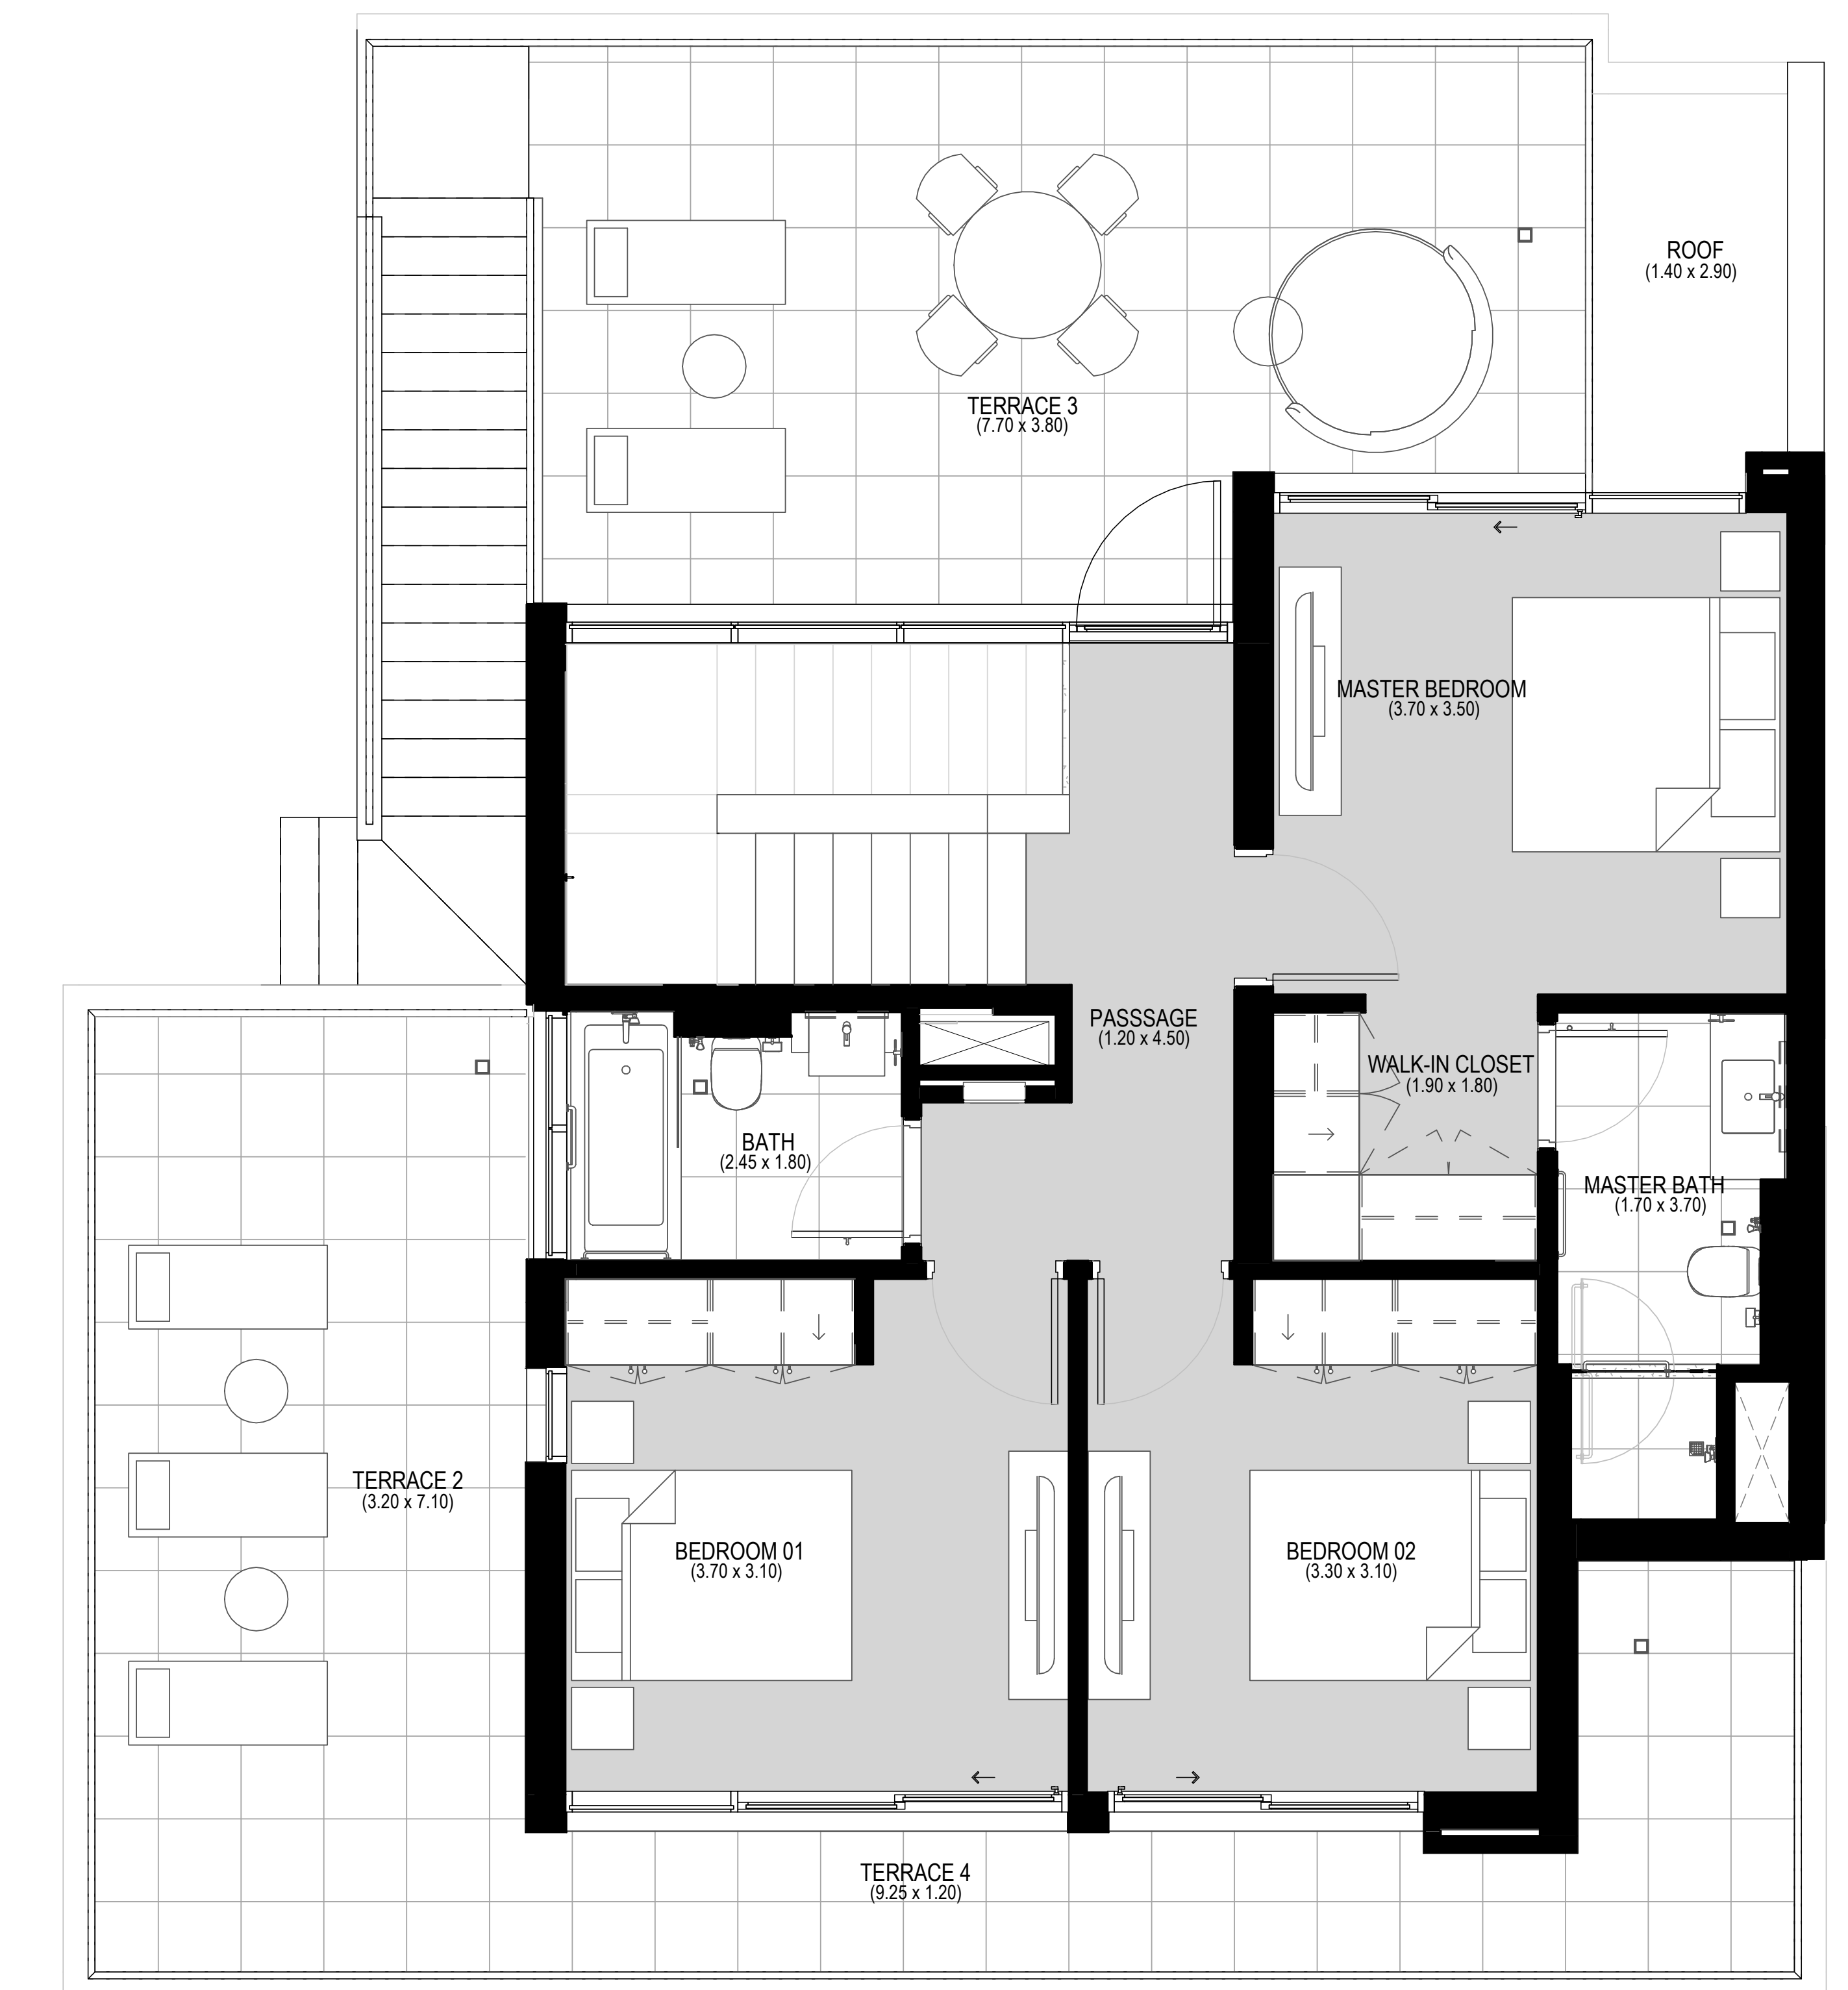 ROOF
(1.40 x 2.90)
TERRACE 3
(7.70 x 3.80)
MASTER BEDROOM
(3.70 x 3.50)
PASSSAGE
(1.20 x 4.50)
WALK-IN CLOSET
(1.90 x 1.80)
BATH
(2.45 x 1.80)
MASTER BATH
(1.70 x 3.70)
TERRACE 2
(3.20 x 7.10)
BEDROOM 01
(3.70 x 3.10)
BEDROOM 02
(3.30 x 3.10)
TERRACE 4
(9.25 x 1.20)